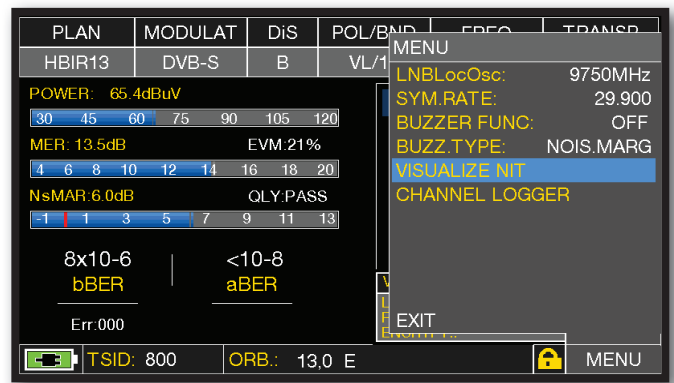 PLAN MODULAT DiS POL/BND FREQ TRANSP
HBIR13 DVB-S B VL/1
MENU
LNBLocOsc: 9750MHz
SYM.RATE: 29.900
BUZZER FUNC: OFF
BUZZ.TYPE: NOIS.MARG
VISUALIZE NIT
CHANNEL LOGGER
EXIT
POWER: 65.4dBuV
30 45 60 75 90 105 120
MER: 13.5dB EVM:21%
4 6 8 10 12 14 16 18 20
NsMAR:6.0dB QLY:PASS
-1 1 3 5 7 9 11 13
8x10-6 <10-8
bBER aBER
Err:000
TSID: 800 ORB.: 13,0 E MENU